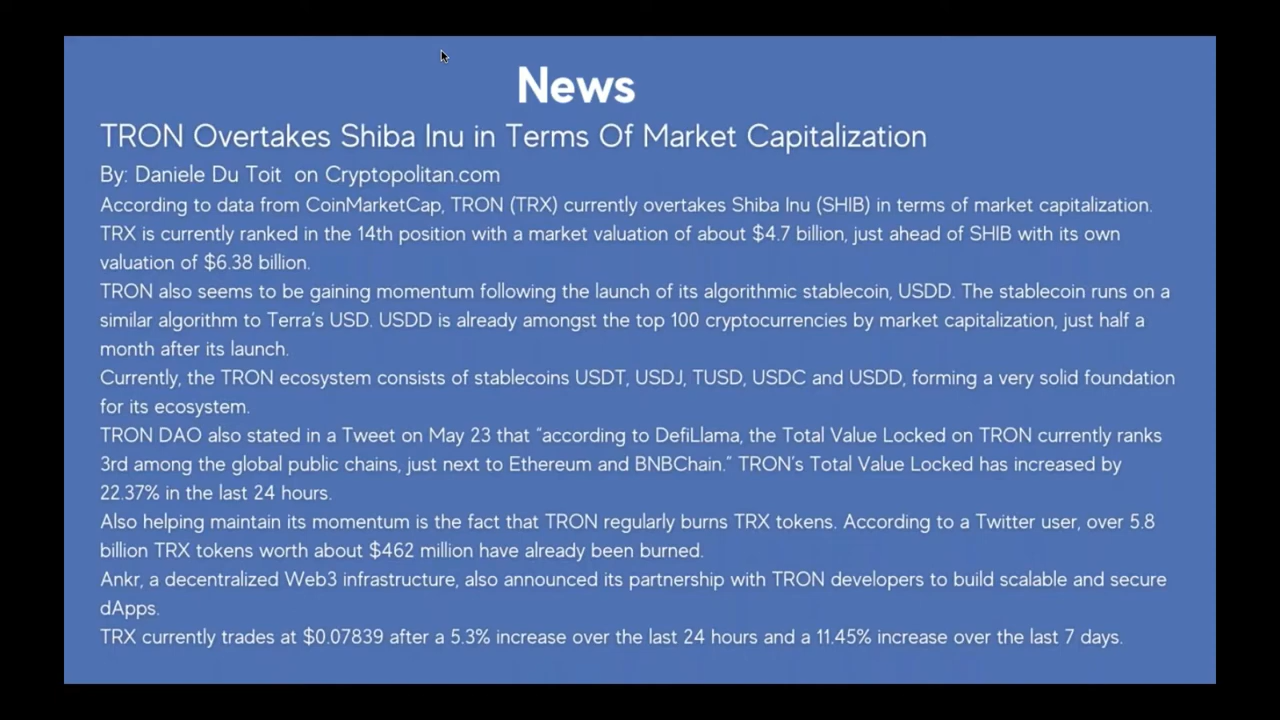 News
TRON Overtakes Shiba Inu in Terms Of Market Capitalization
By: Daniele Du Toit on Cryptopolitan.com
According to data from CoinMarketCap, TRON (TRX) currently overtakes Shiba Inu (SHIB) in terms of market capitalization.
TRX is currently ranked in the 14th position with a market valuation of about $4.7 billion, just ahead of SHIB with its own
valuation of $6.38 billion.
TRON also seems to be gaining momentum following the launch of its algorithmic stablecoin, USDD. The stablecoin runs on a
similar algorithm to Terra's USD. USDD is already amongst the top 100 cryptocurrencies by market capitalization, just half a
month after its launch.
Currently, the TRON ecosystem consists of stablecoins USDT, USDJ, TUSD, USDC and USDD, forming a very solid foundation
for its ecosystem.
TRON DAO also stated in a Tweet on May 23 that "according to DefiLlama, the Total Value Locked on TRON currently ranks
3rd among the global public chains, just next to Ethereum and BNBChain." TRON's Total Value Locked has increased by
22.37% in the last 24 hours.
Also helping maintain its momentum is the fact that TRON regularly burns TRX tokens. According to a Twitter user, over 5.8
billion TRX tokens worth about $462 million have already been burned.
Ankr, a decentralized Web3 infrastructure, also announced its partnership with TRON developers to build scalable and secure
dApps.
TRX currently trades at $0.07839 after a 5.3% increase over the last 24 hours and a 11.45% increase over the last 7 days.